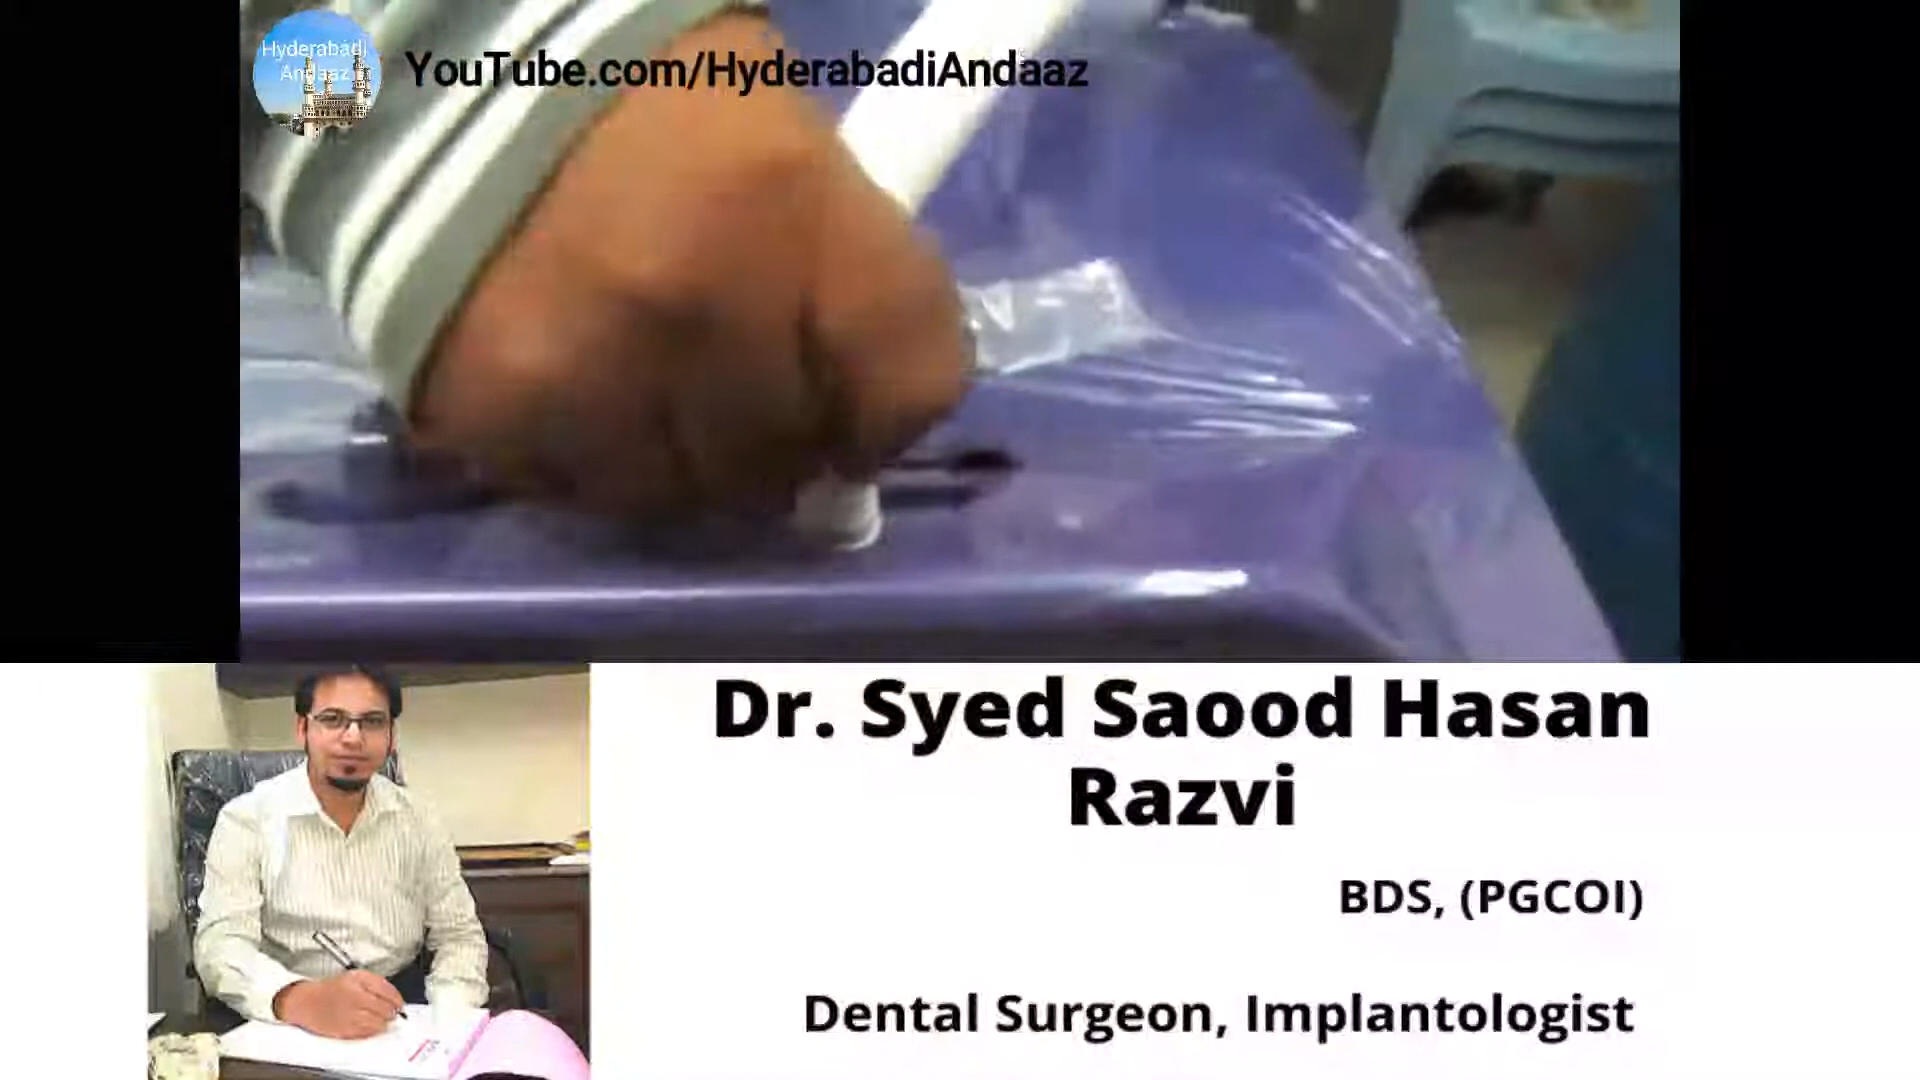 Hyderabadi
Andaaz
YouTube.com/HyderabadiAndaaz
Dr. Syed Saood Hasan
Razvi
BDS, (PGCOI)
Dental Surgeon, Implantologist